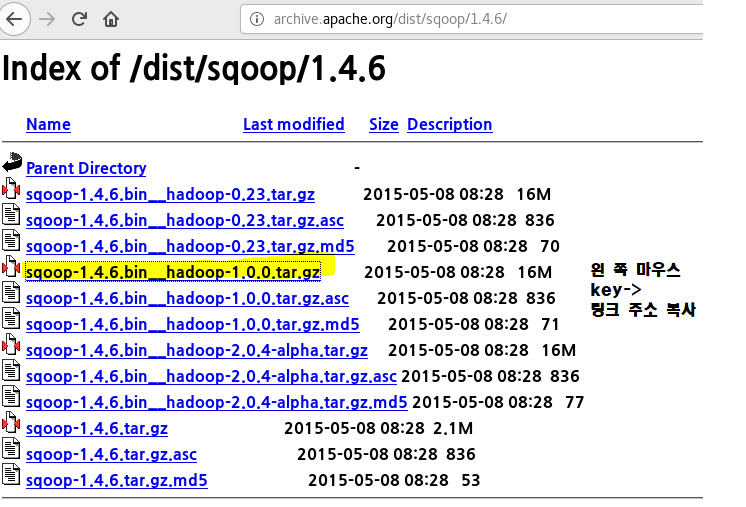 archive.apache.org/dist/sqoop/1.4.6/
Index of /dist/sqoop/1.4.6
Name Last modified Size Description
Parent Directory -
sqoop-1.4.6.bin__hadoop-0.23.tar.gz 2015-05-08 08:28 16M
sqoop-1.4.6.bin__hadoop-0.23.tar.gz.asc 2015-05-08 08:28 836
sqoop-1.4.6.bin__hadoop-0.23.tar.gz.md5 2015-05-08 08:28 70
sqoop-1.4.6.bin__hadoop-1.0.0.tar.gz 2015-05-08 08:28 16M
sqoop-1.4.6.bin__hadoop-1.0.0.tar.gz.asc 2015-05-08 08:28 836
sqoop-1.4.6.bin__hadoop-1.0.0.tar.gz.md5 2015-05-08 08:28 71
sqoop-1.4.6.bin__hadoop-2.0.4-alpha.tar.gz 2015-05-08 08:28 16M
sqoop-1.4.6.bin__hadoop-2.0.4-alpha.tar.gz.asc 2015-05-08 08:28 836
sqoop-1.4.6.bin__hadoop-2.0.4-alpha.tar.gz.md5 2015-05-08 08:28 77
sqoop-1.4.6.tar.gz 2015-05-08 08:28 2.1M
sqoop-1.4.6.tar.gz.asc 2015-05-08 08:28 836
sqoop-1.4.6.tar.gz.md5 2015-05-08 08:28 53
왼 쪽 마우스
key->
링크 주소 복사